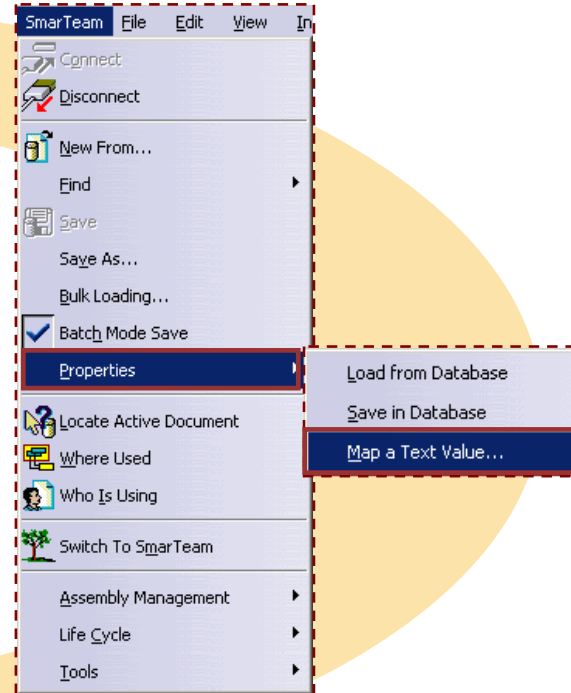 SmarTeam File Edit View In
Connect
Disconnect
New From...
Find
Save
Save As...
Bulk Loading...
Batch Mode Save
Properties
Load from Database
Save in Database
Map a Text Value...
Locate Active Document
Where Used
Who Is Using
Switch To SmarTeam
Assembly Management
Life Cycle
Tools